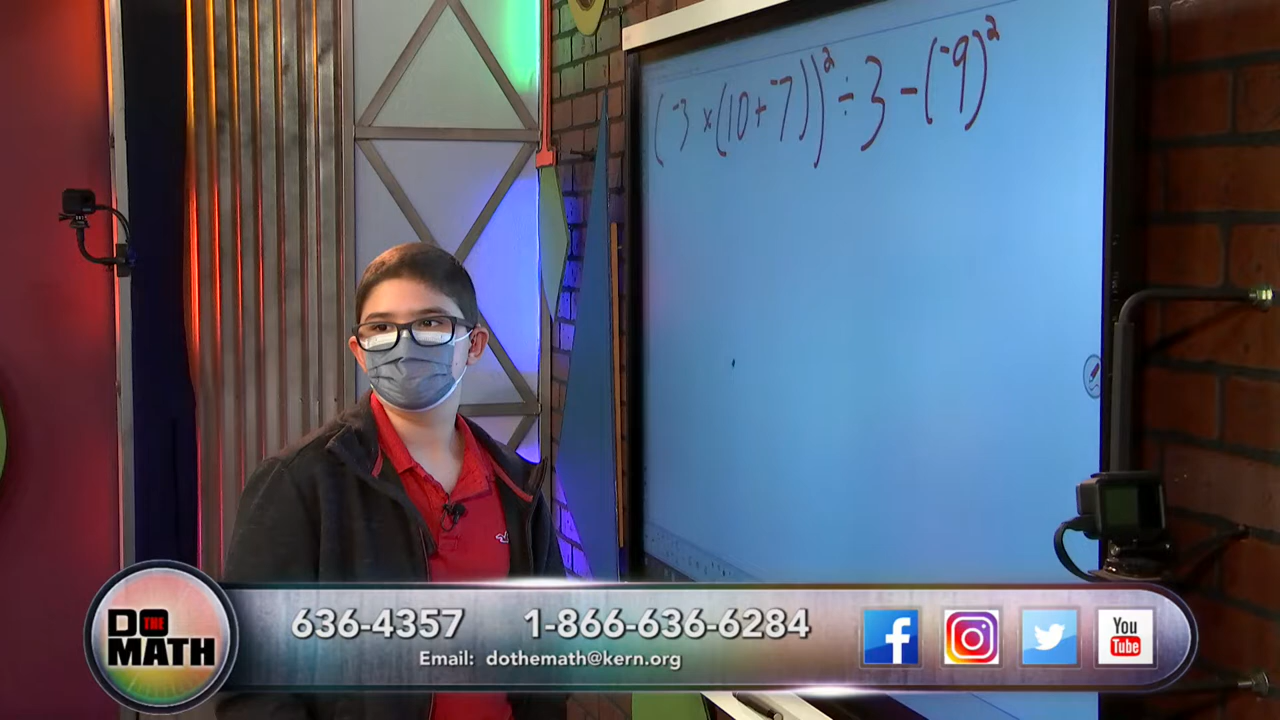 (⁻3 × (10 + ⁻7))² ÷ 3 - (⁻9)²
DO THE MATH
636-4357 1-866-636-6284
Email: dothemath@kern.org
You Tube